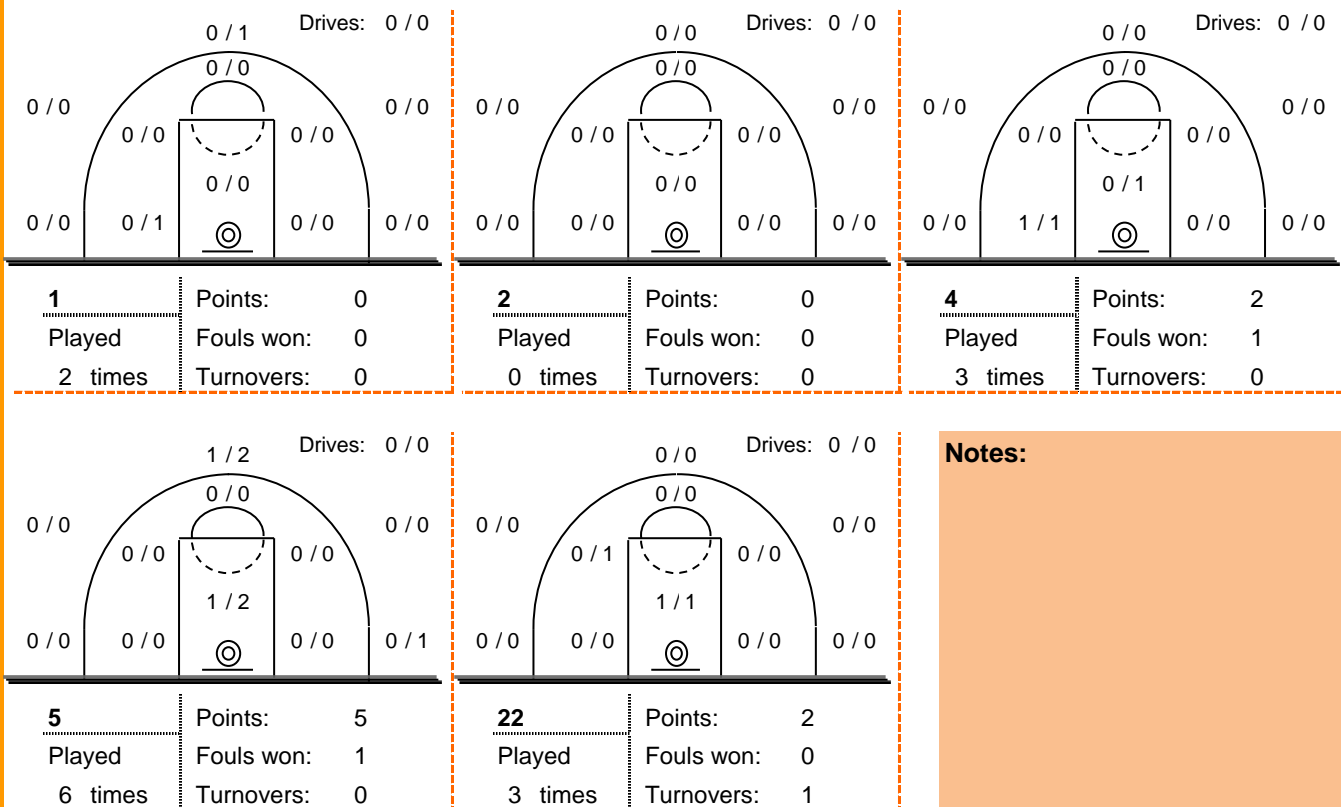 Drives: 0 / 0
0 / 1
0 / 0
0 / 0 0 / 0
0 / 0 0 / 0
0 / 0
0 / 0 0 / 1 0 / 0 0 / 0
1 Points: 0
Played Fouls won: 0
2 times Turnovers: 0
Drives: 0 / 0
0 / 0
0 / 0
0 / 0 0 / 0
0 / 0 0 / 0
0 / 0
0 / 0 0 / 0 0 / 0 0 / 0
2 Points: 0
Played Fouls won: 0
0 times Turnovers: 0
Drives: 0 / 0
0 / 0
0 / 0
0 / 0 0 / 0
0 / 0 0 / 0
0 / 1
0 / 0 1 / 1 0 / 0 0 / 0
4 Points: 2
Played Fouls won: 1
3 times Turnovers: 0
Drives: 0 / 0
1 / 2
0 / 0
0 / 0 0 / 0
0 / 0 0 / 0
1 / 2
0 / 0 0 / 0 0 / 0 0 / 1
5 Points: 5
Played Fouls won: 1
6 times Turnovers: 0
Drives: 0 / 0
0 / 0
0 / 0
0 / 0 0 / 0
0 / 1 0 / 0
1 / 1
0 / 0 0 / 0 0 / 0 0 / 0
22 Points: 2
Played Fouls won: 0
3 times Turnovers: 1
Notes: